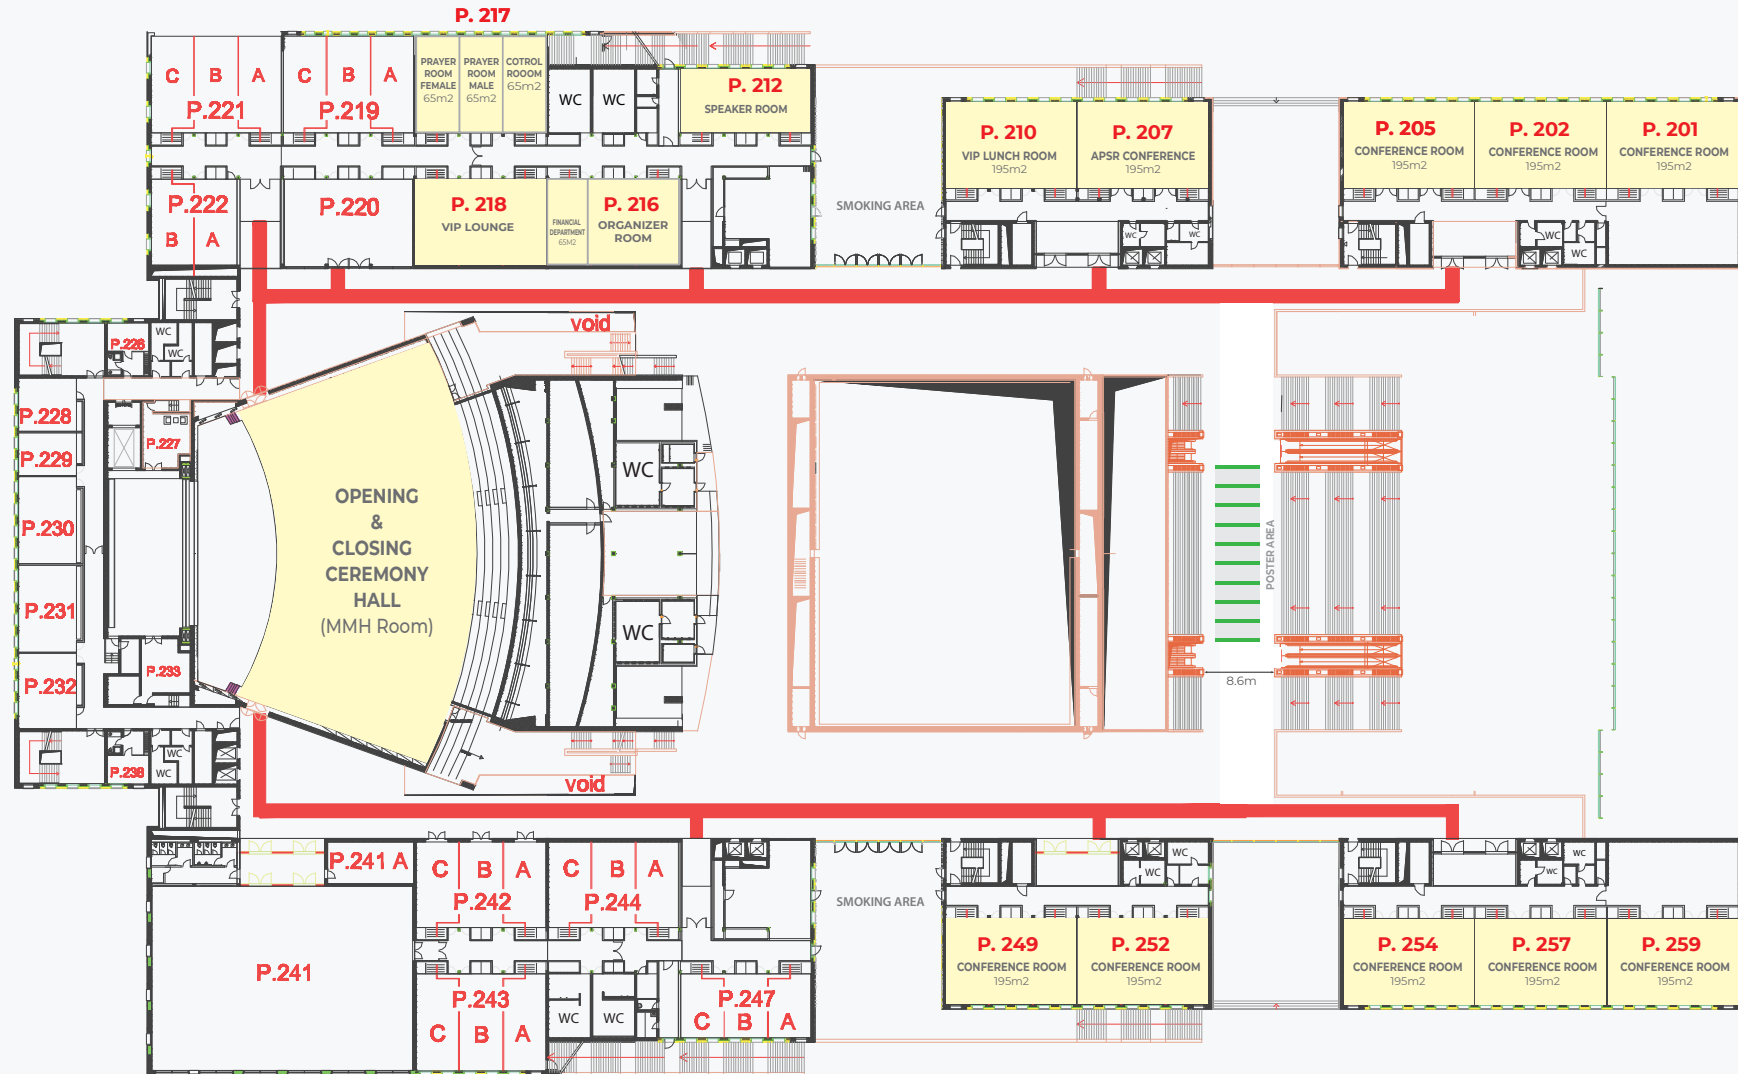 P. 217
C B A
P.221
C B A
P.219
PRAYER
ROOM
FEMALE
65m2
PRAYER
ROOM
MALE
65m2
COTROL
ROOOM
65m2
WC WC
P. 212
SPEAKER ROOM
P. 210
VIP LUNCH ROOM
195m2
P. 207
APSR CONFERENCE
195m2
P. 205
CONFERENCE ROOM
195m2
P. 202
CONFERENCE ROOM
195m2
P. 201
CONFERENCE ROOM
195m2
P.222
B A
P.220
P. 218
VIP LOUNGE
FINANCIAL
DEPARTMENT
65M2
P. 216
ORGANIZER
ROOM
SMOKING AREA
WC WC
WC
WC
void
WC
WC
P.226
P.228
P.229
P.227
P.230
P.231
P.232
P.233
OPENING
&
CLOSING
CEREMONY
HALL
(MMH Room)
WC
WC
POSTER AREA
8.6m
WC
WC
P.236
void
P.241 A
P.241
C B A
P.242
C B A
P.244
P.243
C B A
WC WC
P.247
C B A
SMOKING AREA
WC
WC
WC
WC
P. 249
CONFERENCE ROOM
195m2
P. 252
CONFERENCE ROOM
195m2
P. 254
CONFERENCE ROOM
195m2
P. 257
CONFERENCE ROOM
195m2
P. 259
CONFERENCE ROOM
195m2